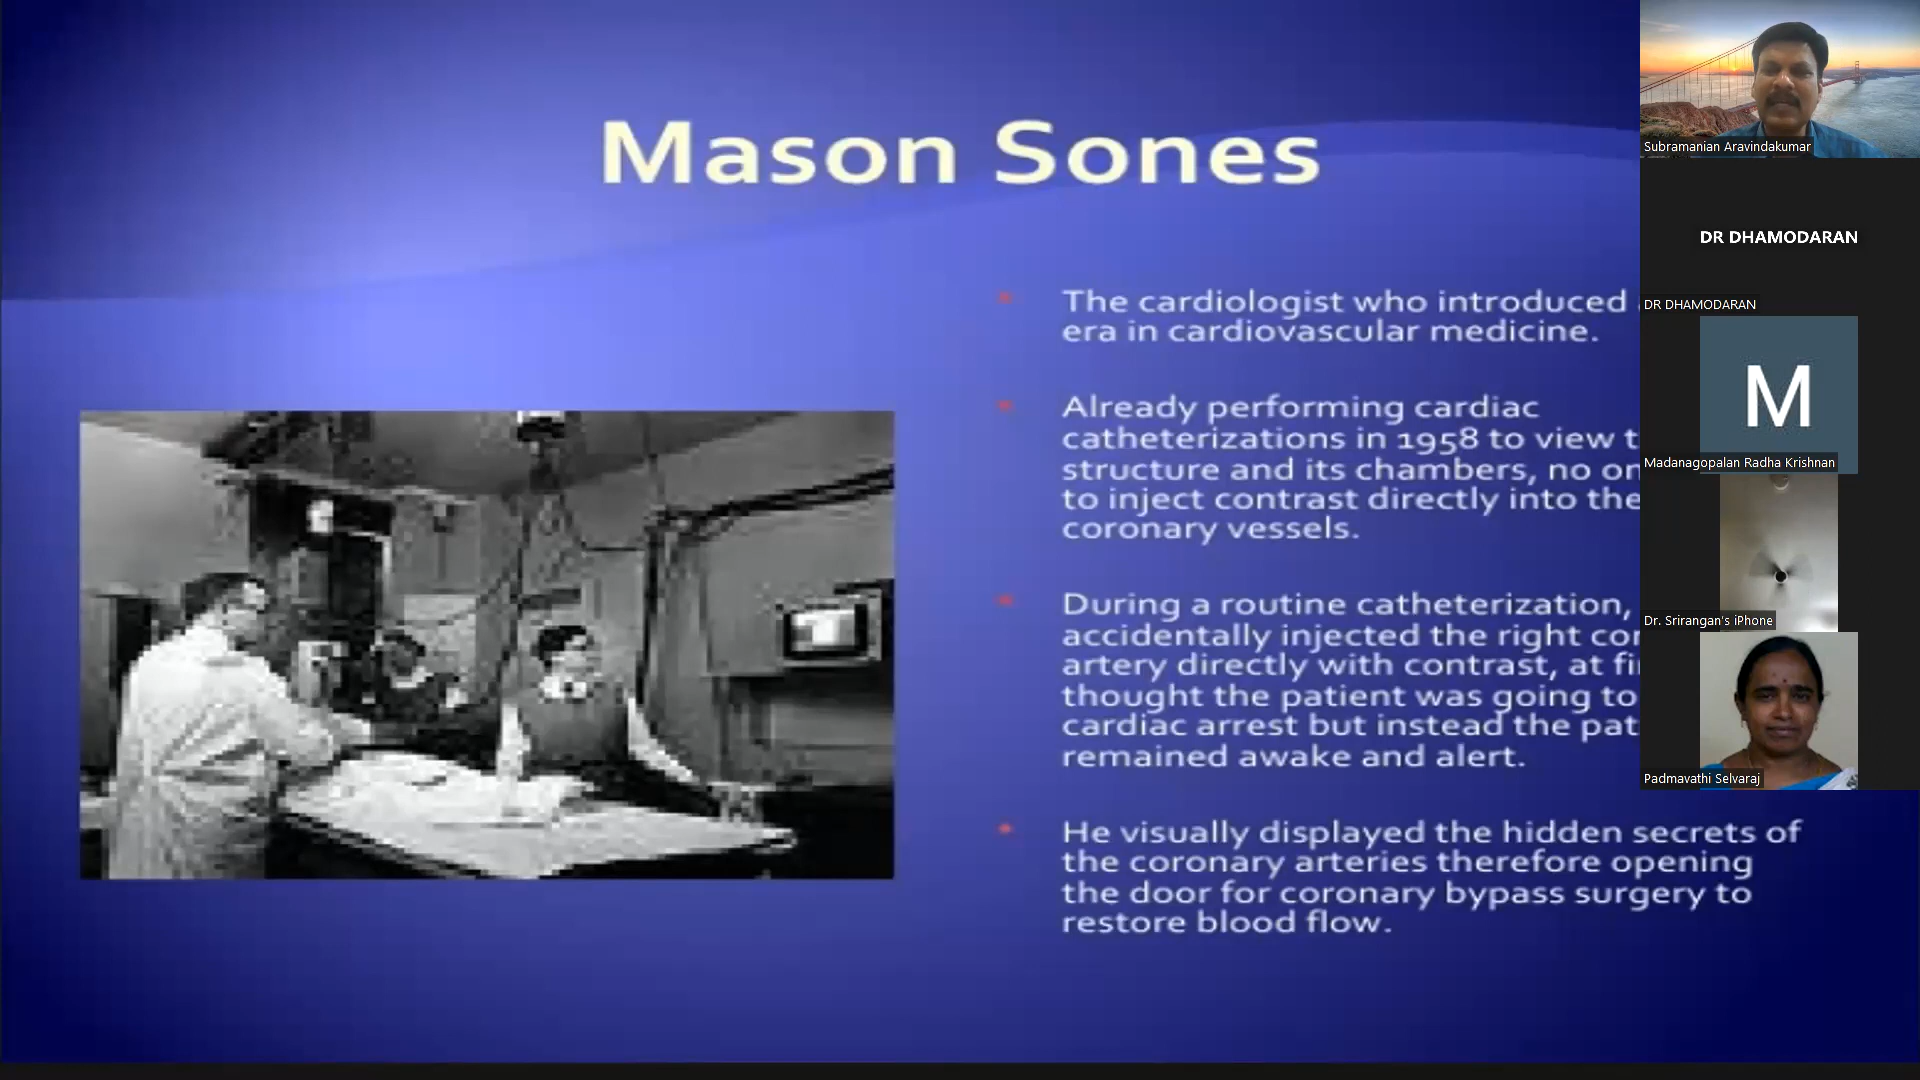 Mason Sones
The cardiologist who introduced
era in cardiovascular medicine.
Already performing cardiac
catheterizations in 1958 to view
structure and its chambers, no
to inject contrast directly into the
coronary vessels.
During a routine catheterization,
accidentally injected the right
artery directly with contrast, at
thought the patient was going to
cardiac arrest but instead the
remained awake and alert.
He visually displayed the hidden secrets of
the coronary arteries therefore opening
the door for coronary bypass surgery to
restore blood flow.
Subramanian Aravindakumar
DR DHAMODARAN
DR DHAMODARAN
M
Madanagopalan Radha Krishnan
Dr. Srirangan's iPhone
Padmavathi Selvaraj